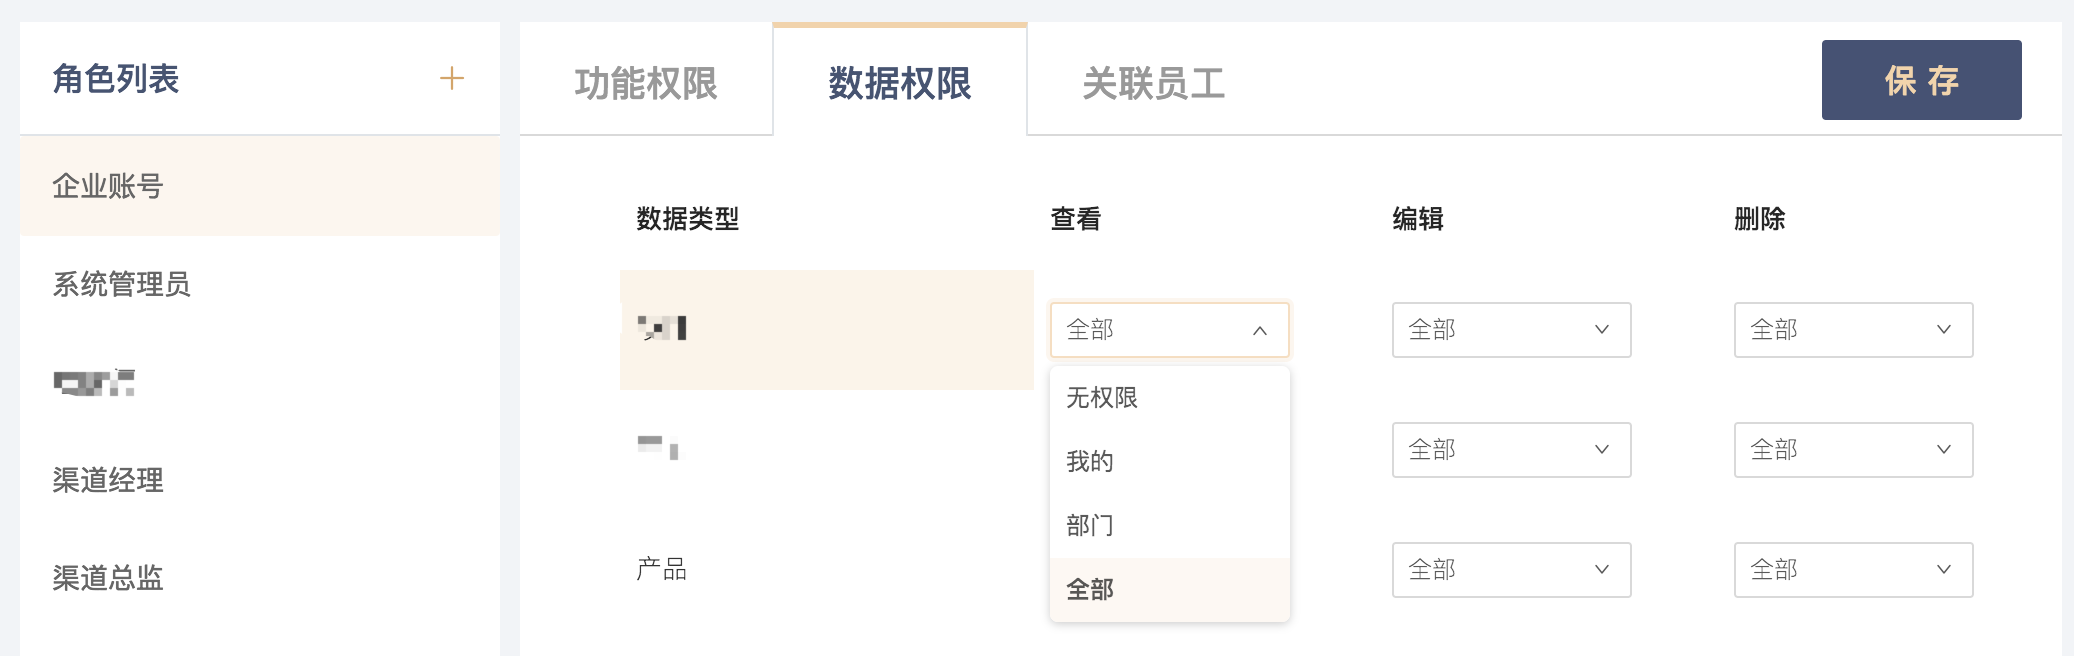 角色列表
功能权限 数据权限 关联员工 保存
企业账号
系统管理员
渠道经理
渠道总监
数据类型 查看 编辑 删除
全部 全部 全部
无权限
我的
部门
全部
全部 全部
产品 全部 全部